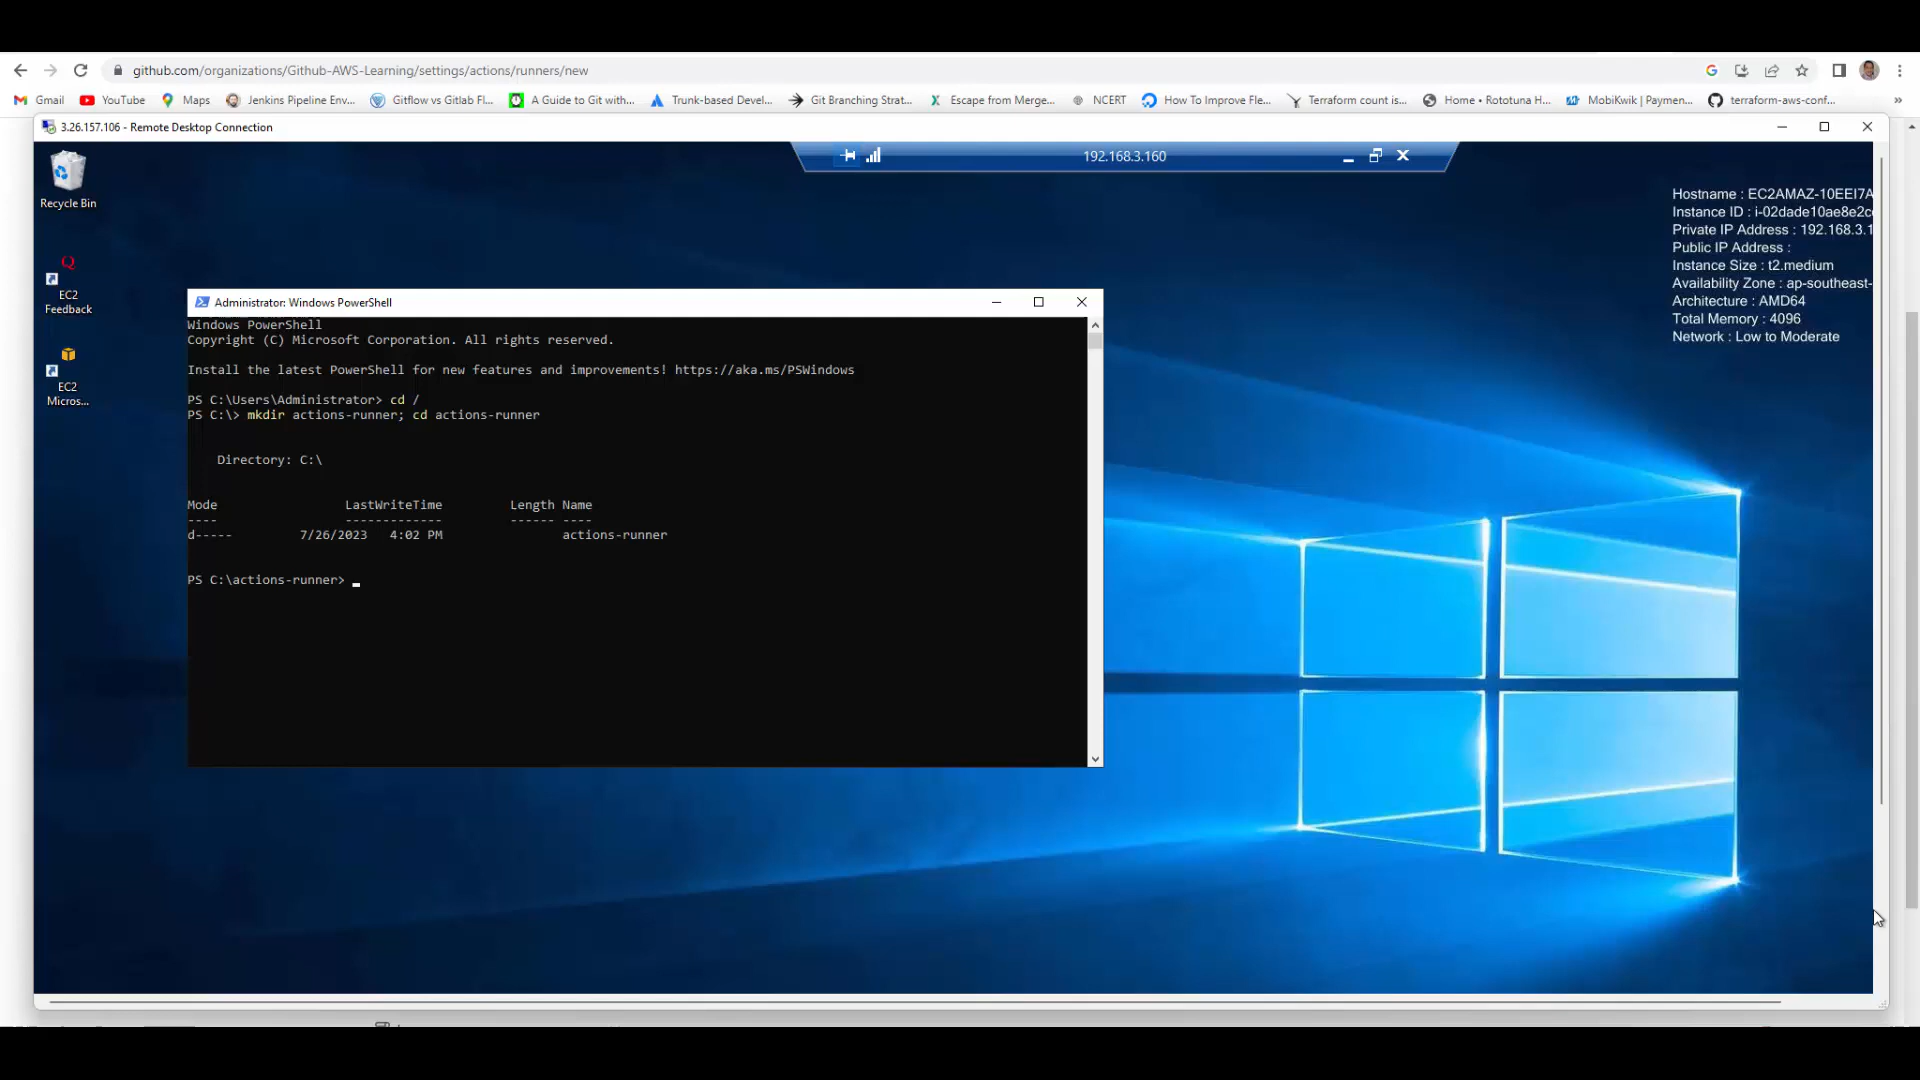 github.com/organizations/Github-AWS-Learning/settings/actions/runners/new
Gmail
YouTube
Maps
Jenkins Pipeline Env...
Gitflow vs Gitlab Fl...
A Guide to Git with...
Trunk-based Devel...
Git Branching Strat...
Escape from Merge...
NCERT
How To Improve Fle...
Terraform count is...
Home • Rototuna H...
MobiKwik | Paymen...
terraform-aws-conf...
»
3.26.157.106 - Remote Desktop Connection
192.168.3.160
Recycle Bin
EC2
Feedback
EC2
Micros...
Hostname : EC2AMAZ-10EEI7A
Instance ID : i-02dade10ae8e2c
Private IP Address : 192.168.3.1
Public IP Address :
Instance Size : t2.medium
Availability Zone : ap-southeast-
Architecture : AMD64
Total Memory : 4096
Network : Low to Moderate
Administrator: Windows PowerShell
Windows PowerShell
Copyright (C) Microsoft Corporation. All rights reserved.
Install the latest PowerShell for new features and improvements! https://aka.ms/PSWindows
PS C:\Users\Administrator> cd /
PS C:\> mkdir actions-runner; cd actions-runner
Directory: C:\
Mode LastWriteTime Length Name
---- ------------- ------ ----
d----- 7/26/2023 4:02 PM actions-runner
PS C:\actions-runner> _